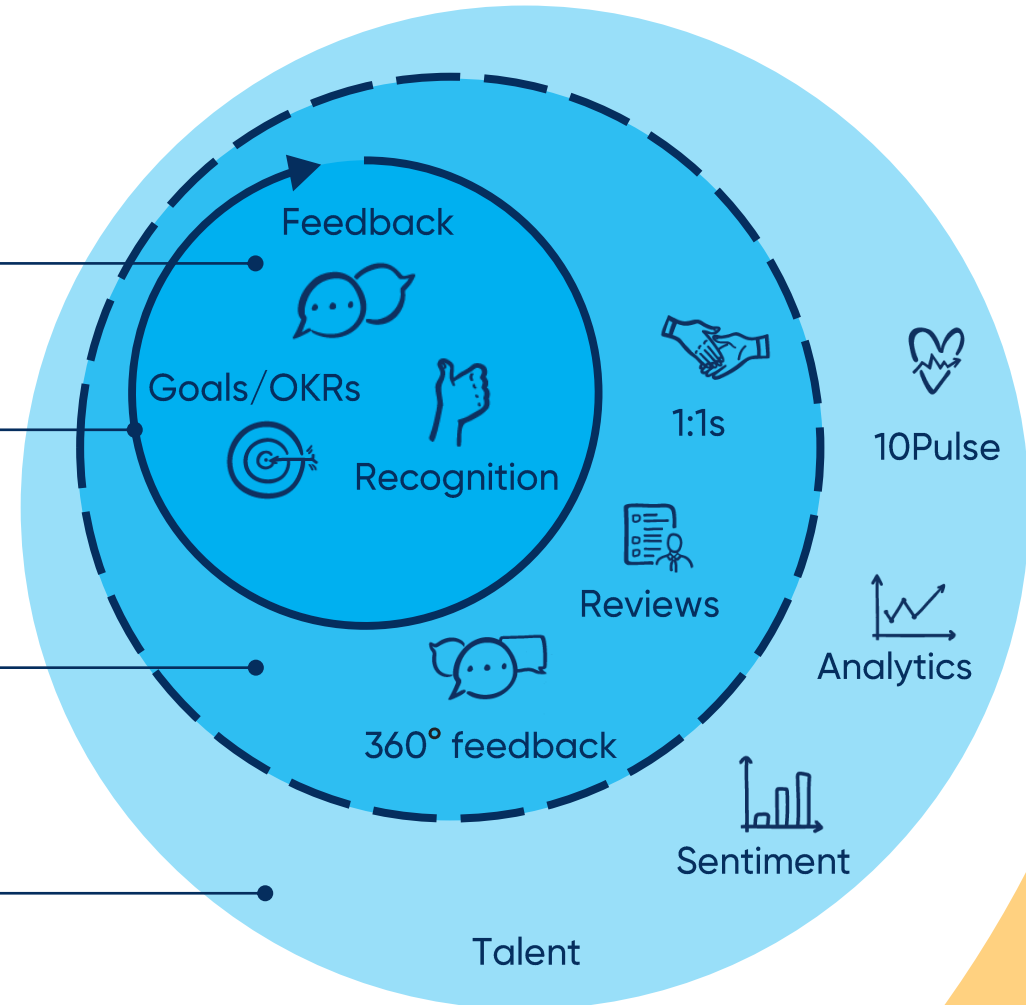 Feedback
Goals/OKRs
Recognition
1:1s
10Pulse
Reviews
Analytics
360° feedback
Sentiment
Talent